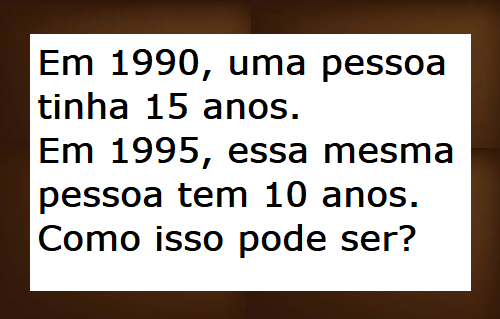 Em 1990, uma pessoa
tinha 15 anos.
Em 1995, essa mesma
pessoa tem 10 anos.
Como isso pode ser?